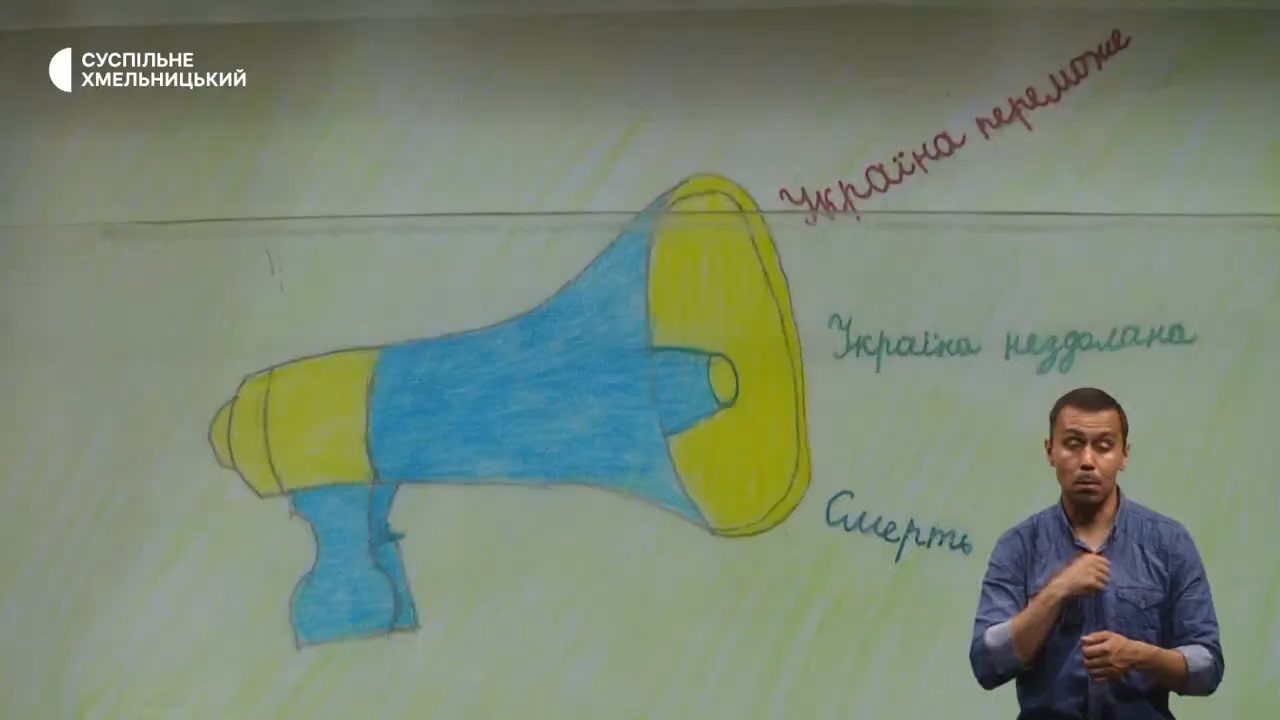 СУСПІЛЬНЕ
ХМЕЛЬНИЦЬКИЙ
Україна переможе
Україна нездолана
Смерть